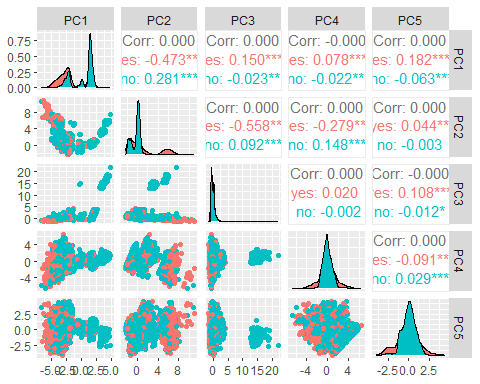 PC1 PC2 PC3 PC4 PC5
0.75
0.50
0.25
0.00
Corr: 0.000 Corr: 0.000 Corr: -0.000 Corr: 0.000
es: -0.473** es: 0.150*** es: 0.078*** es: 0.182***
no: 0.281*** no: -0.023** no: -0.022** no: -0.063***
PC1
8
4
0
Corr: 0.000 Corr: 0.000 Corr: 0.000
es: -0.558** es: -0.279** yes: 0.044**
no: 0.092*** no: 0.148*** no: -0.003
PC2
20
15
10
5
0
Corr: 0.000 Corr: -0.000
yes: 0.020 es: -0.108***
no: -0.002 no: -0.012*
PC3
4
0
-4
Corr: 0.000
es: -0.091**
no: 0.029***
PC4
2.5
0.0
-2.5
PC5
-5.0 -2.5 0.0 2.5 5.0 0 4 8 0 5 10 15 20 -4 0 4 -2.5 0.0 2.5